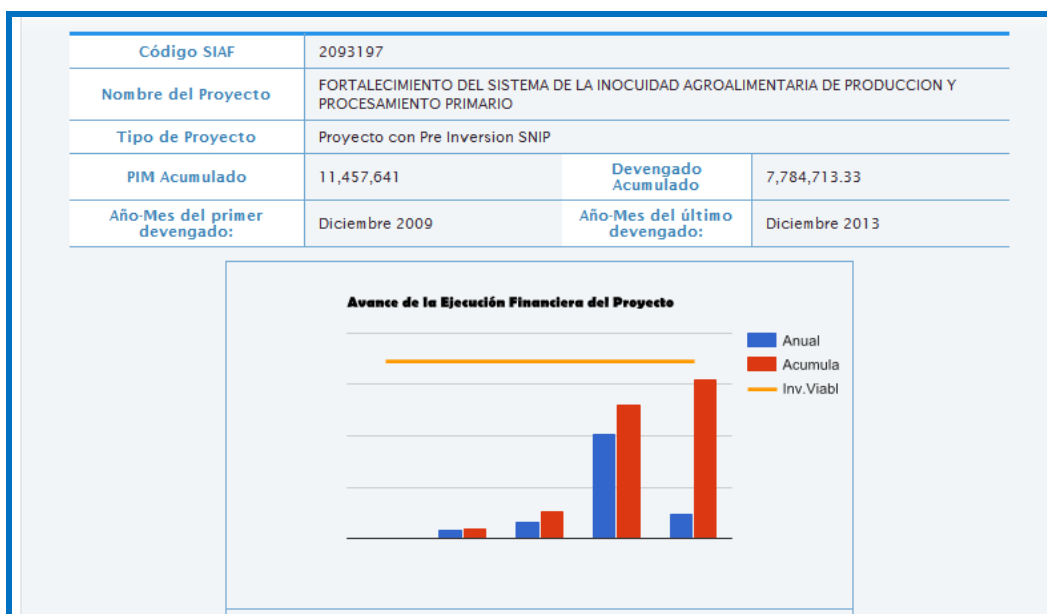 Código SIAF
2093197
Nombre del Proyecto
FORTALECIMIENTO DEL SISTEMA DE LA INOCUIDAD AGROALIMENTARIA DE PRODUCCION Y
PROCESAMIENTO PRIMARIO
Tipo de Proyecto
Proyecto con Pre Inversion SNIP
PIM Acumulado
11,457,641
Devengado
Acumulado
7,784,713.33
Año-Mes del primer
devengado:
Diciembre 2009
Año-Mes del último
devengado:
Diciembre 2013
Avance de la Ejecución Financiera del Proyecto
Anual
Acumula
Inv.Viabl